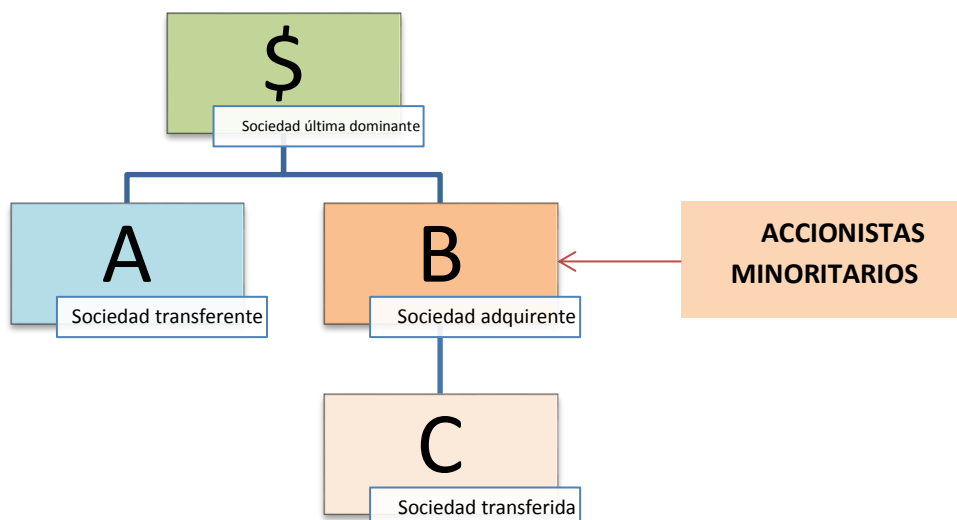 $
Sociedad última dominante
A
Sociedad transferente
B
Sociedad adquirente
ACCIONISTAS
MINORITARIOS
C
Sociedad transferida